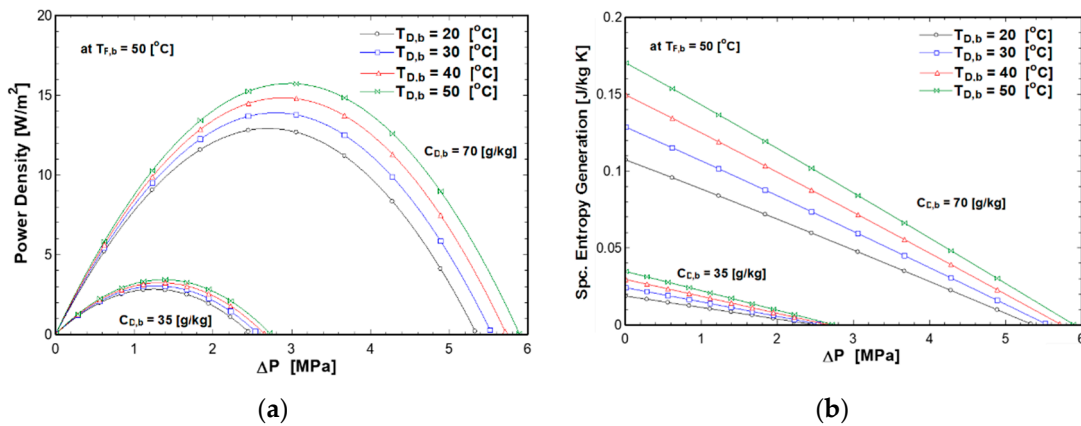 20
15
10
5
0
Power Density [W/m²]
at T_F,b = 50 [°C]
T_D,b = 20 [°C]
T_D,b = 30 [°C]
T_D,b = 40 [°C]
T_D,b = 50 [°C]
C_D,b = 70 [g/kg]
C_D,b = 35 [g/kg]
0 1 2 3 4 5 6
ΔP [MPa]
(a)
0.2
0.15
0.1
0.05
0
Spc. Entropy Generation [J/kg K]
at T_F,b = 50 [°C]
T_D,b = 20 [°C]
T_D,b = 30 [°C]
T_D,b = 40 [°C]
T_D,b = 50 [°C]
C_D,b = 70 [g/kg]
C_D,b = 35 [g/kg]
0 1 2 3 4 5 6
ΔP [MPa]
(b)